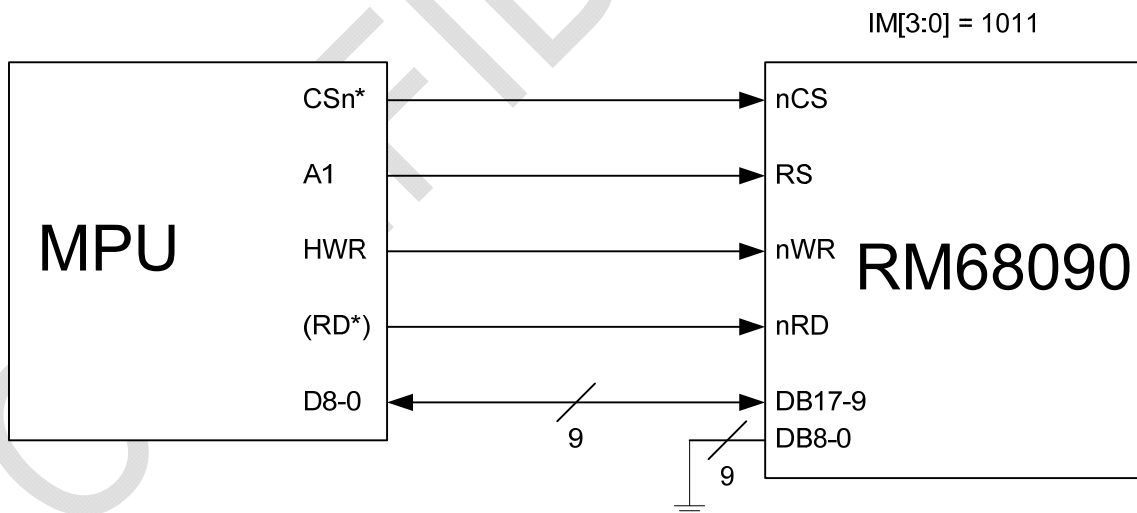 IM[3:0] = 1011
CSn* nCS
A1 RS
MPU HWR nWR RM68090
(RD*) nRD
D8-0 DB17-9
9 DB8-0
9